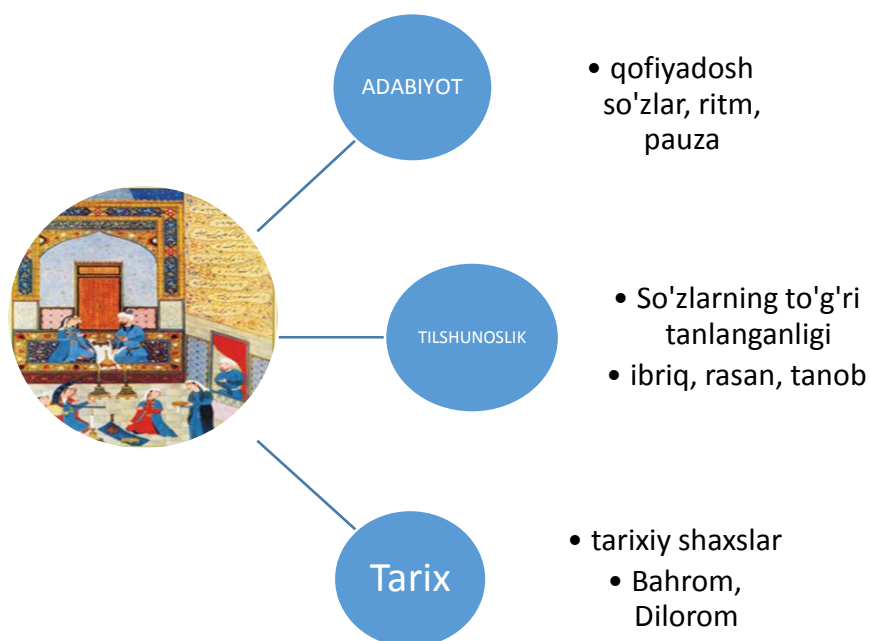 ADABIYOT
• qofiyadosh
so'zlar, ritm,
pauza
TILSHUNOSLIK
• So'zlarning to'g'ri
tanlanganligi
• ibriq, rasan, tanob
Tarix
• tarixiy shaxslar
• Bahrom,
Dilorom